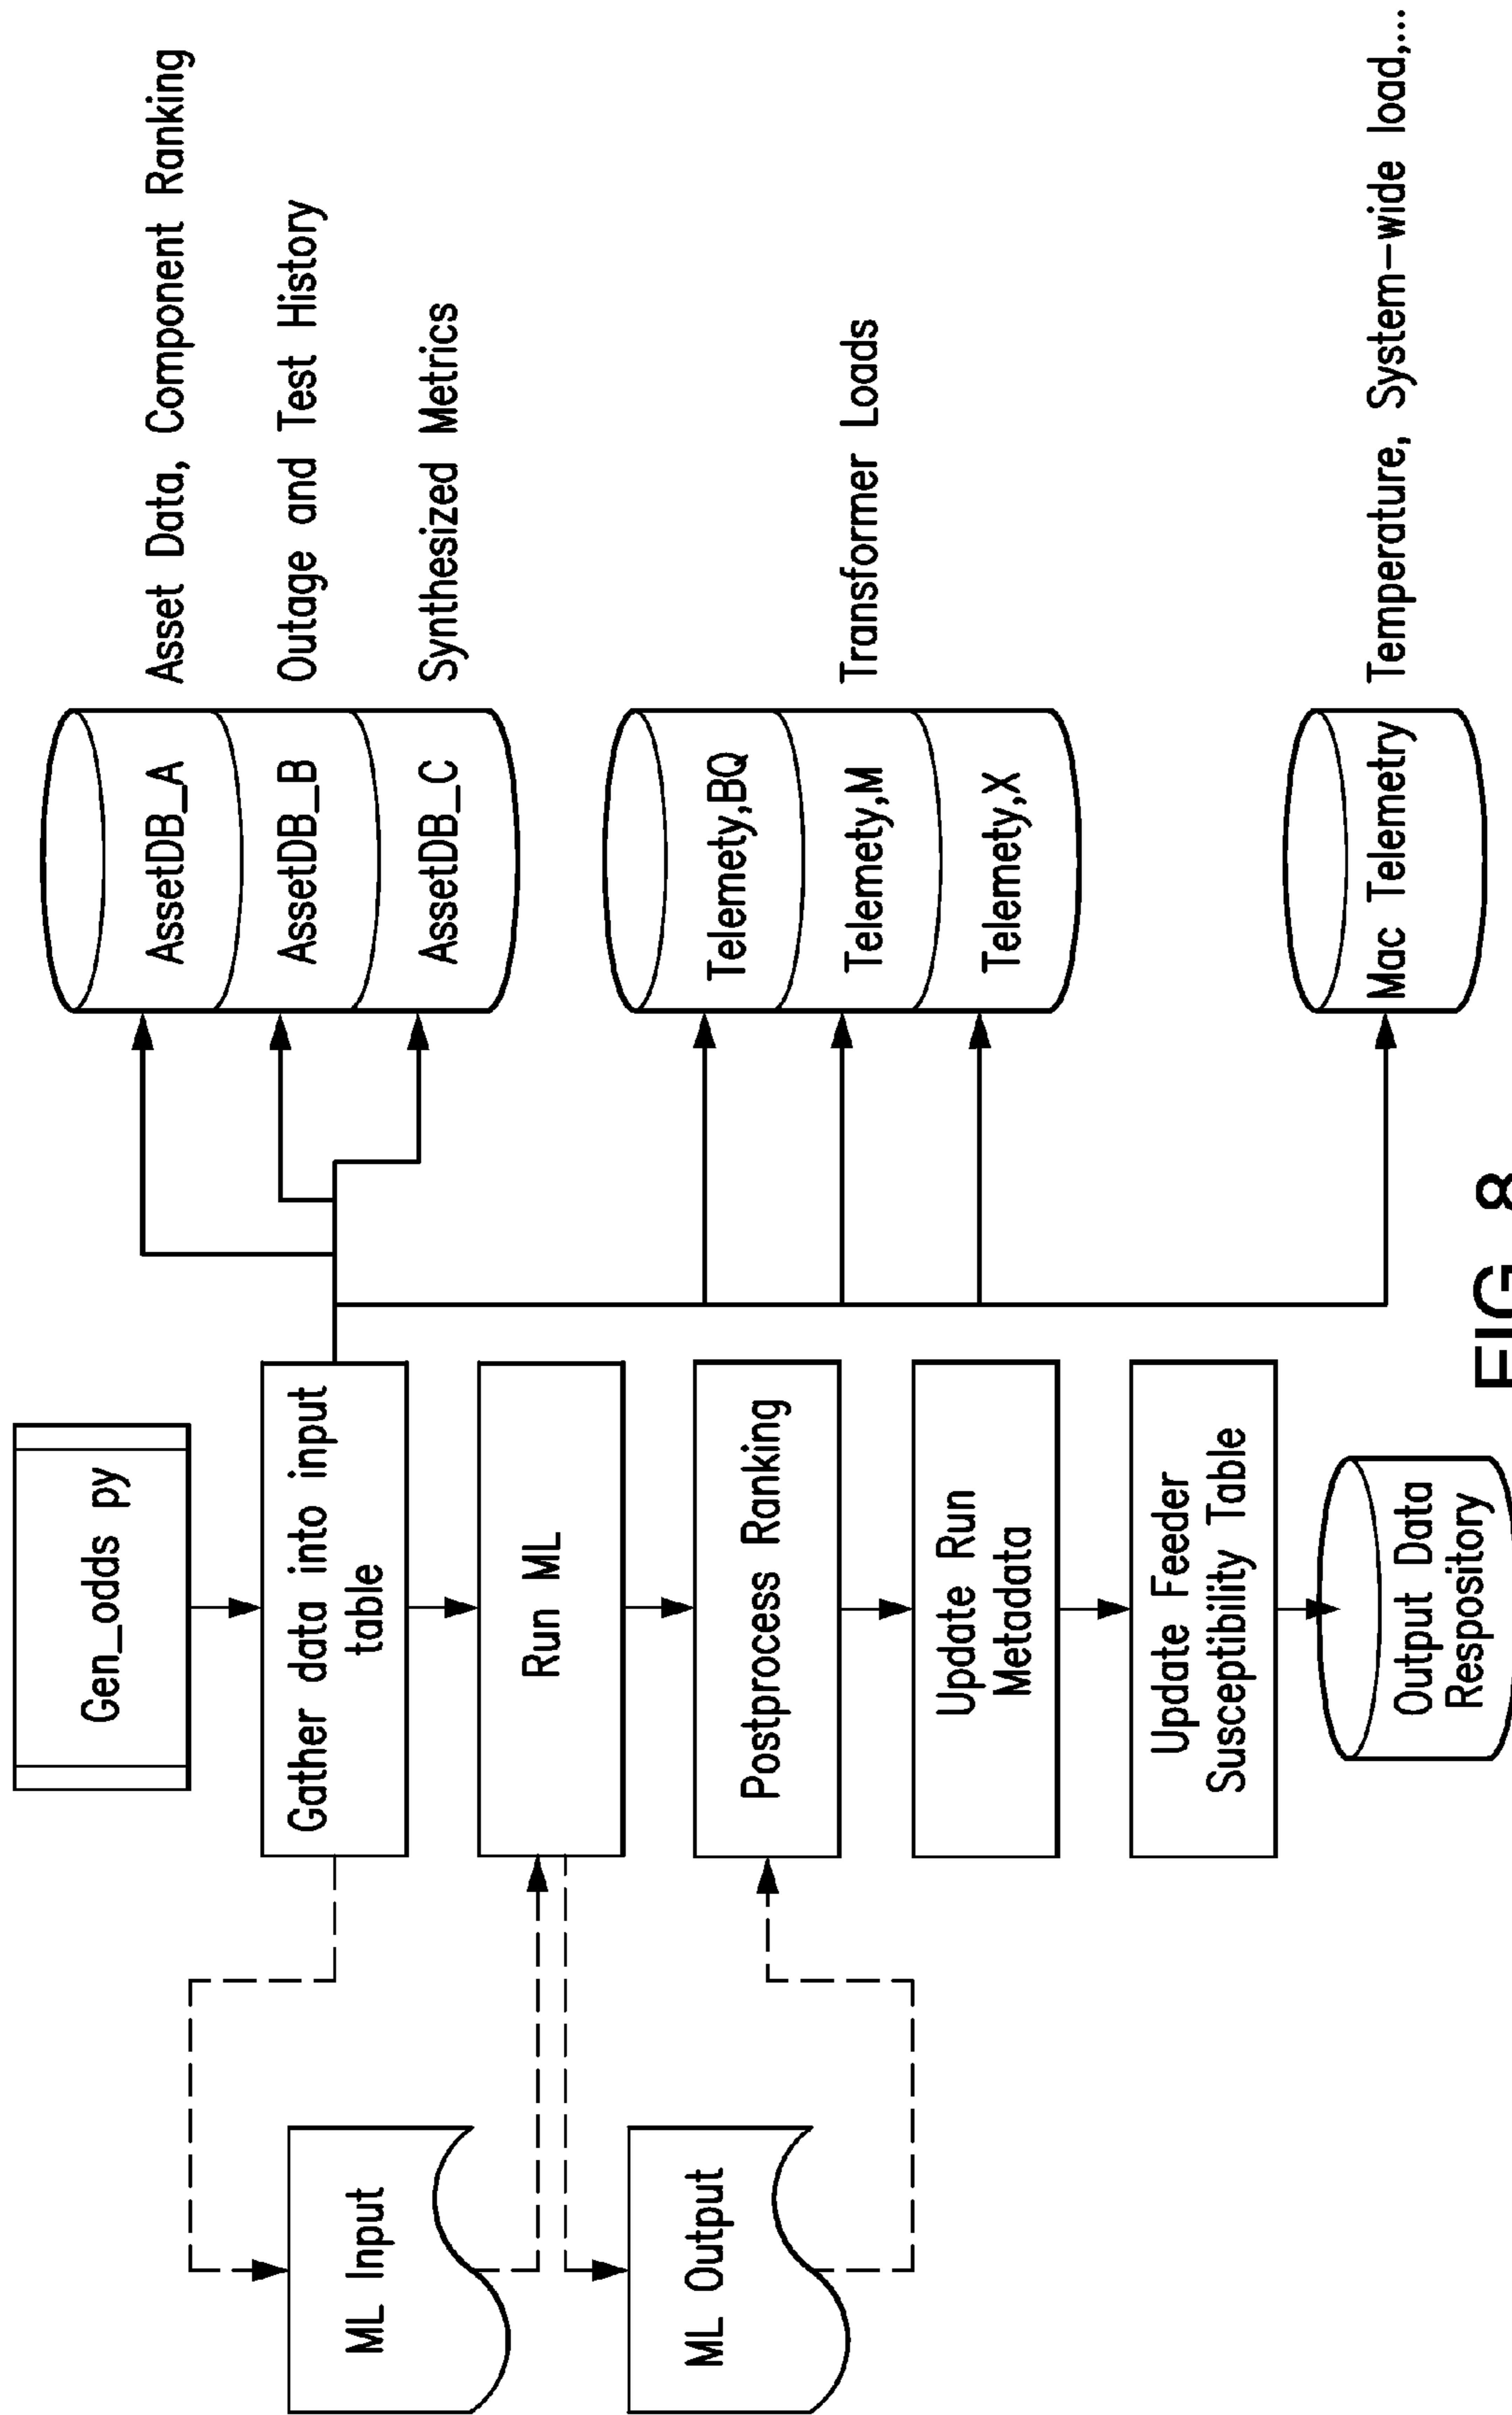 Gen_odds py
Gather data into input
table
Run ML
Postprocess Ranking
Update Run
Metadata
Update Feeder
Susceptibility Table
Output Data
Respository
ML Input
ML Output
AssetDB_A
AssetDB_B
AssetDB_C
Asset Data, Component Ranking
Outage and Test History
Synthesized Metrics
Telemety,BQ
Telemety,M
Telemety,X
Transformer Loads
Mac Telemetry
Temperature, System-wide load,...
FIG. 8